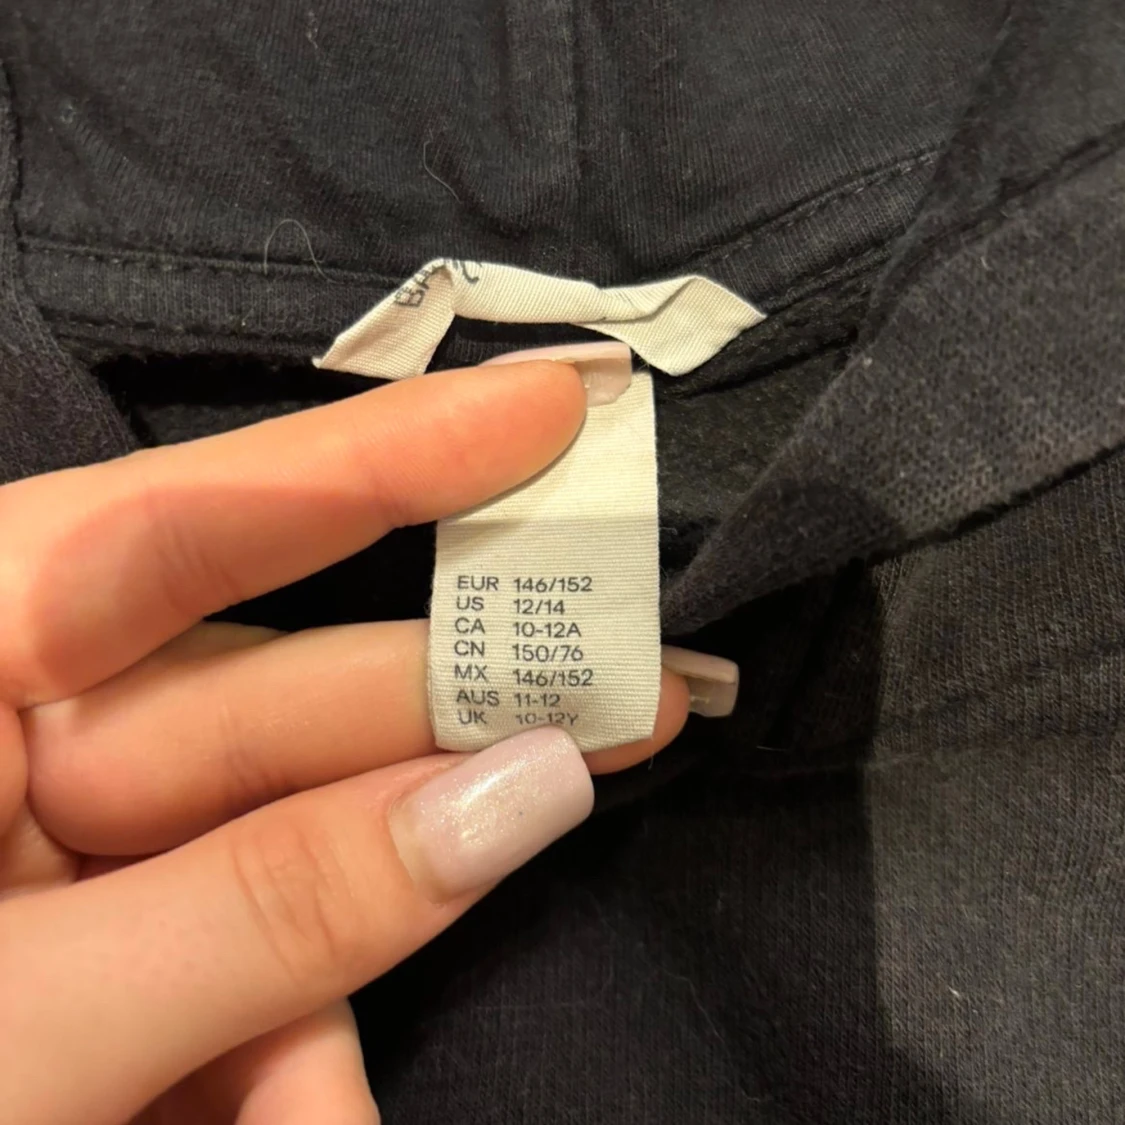 EUR 146/152
US 12/14
CA 10-12A
CN 150/76
MX 146/152
AUS 11-12
UK 10-12Y